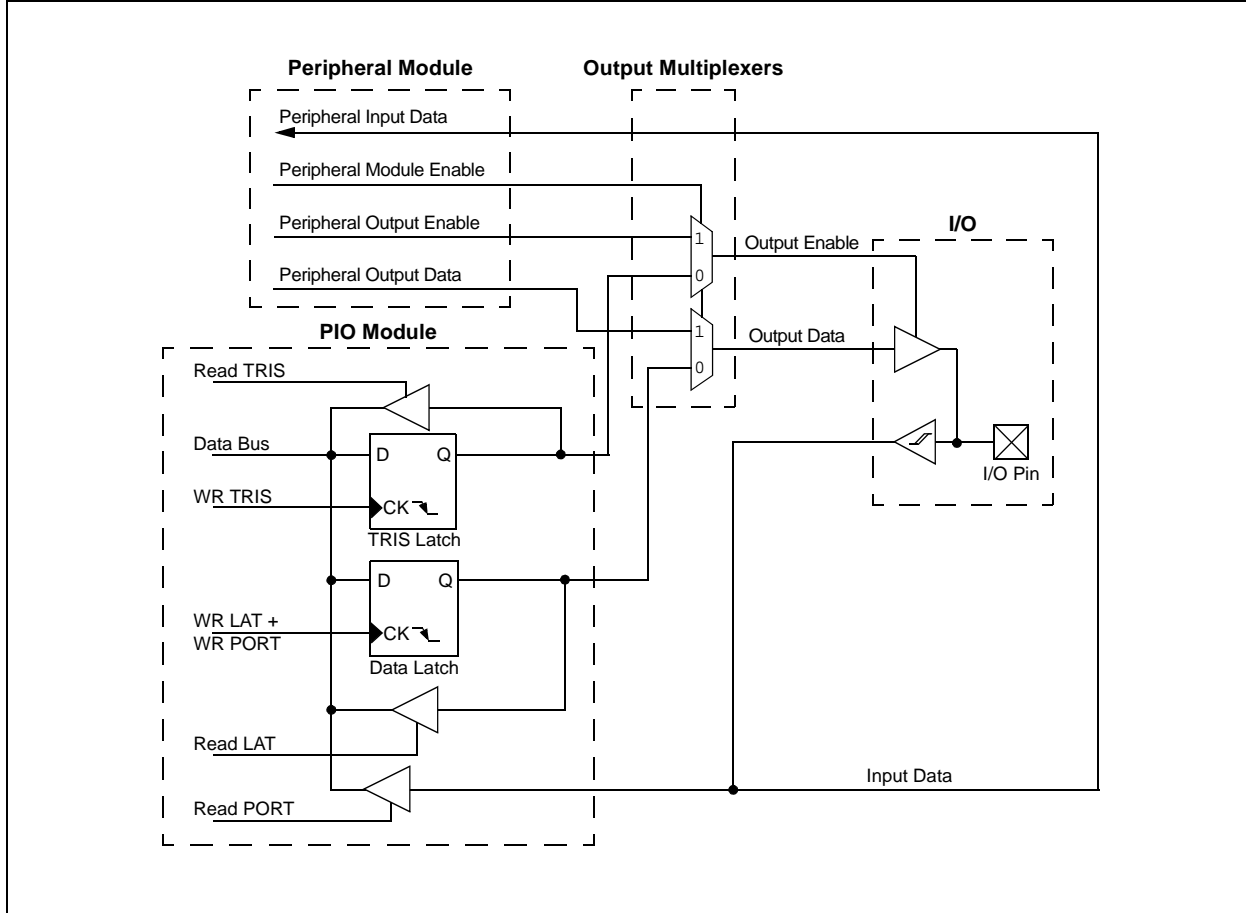 Peripheral Module
Output Multiplexers
Peripheral Input Data
Peripheral Module Enable
Peripheral Output Enable
Peripheral Output Data
1
0
1
0
Output Enable
Output Data
I/O
I/O Pin
PIO Module
Read TRIS
Data Bus
D
Q
WR TRIS
CK
TRIS Latch
D
Q
WR LAT +
WR PORT
CK
Data Latch
Read LAT
Read PORT
Input Data